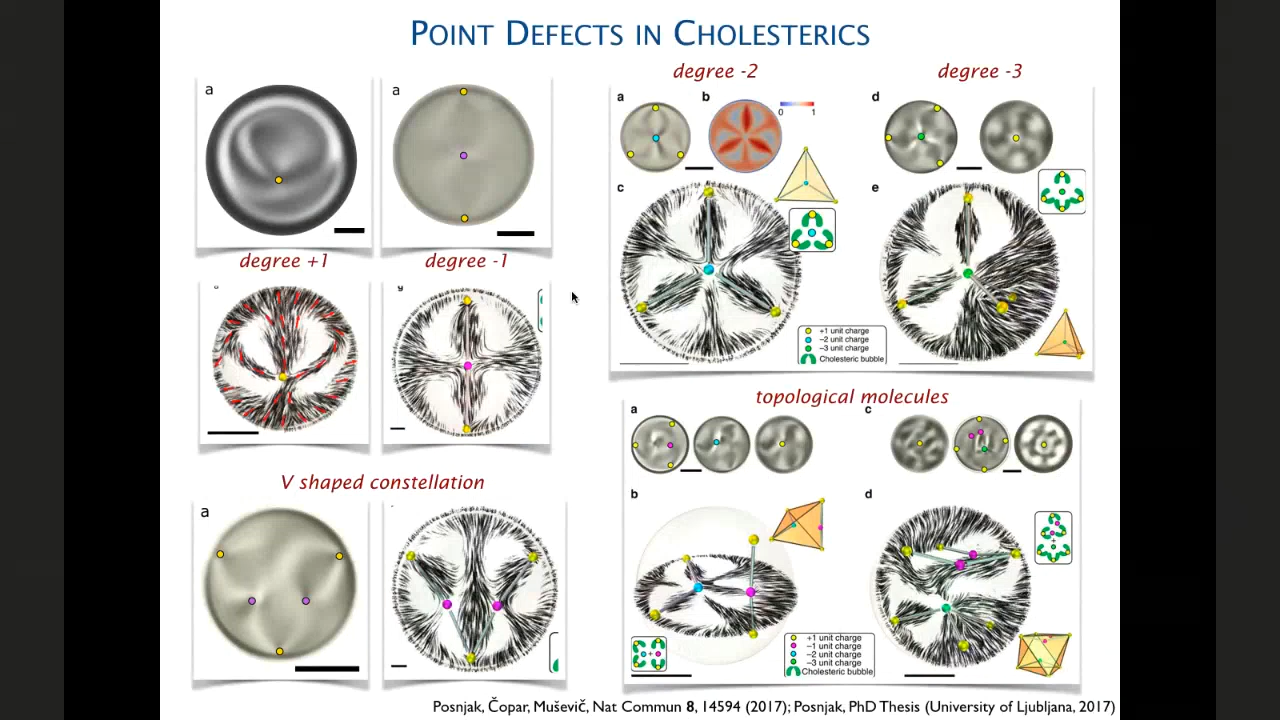 POINT DEFECTS IN CHOLESTERICS
a
a
degree +1
degree -1
g
V shaped constellation
a
degree -2
degree -3
a
b
0
1
d
c
e
+1 unit charge
−2 unit charge
−3 unit charge
Cholesteric bubble
topological molecules
a
c
b
d
+1 unit charge
−1 unit charge
−2 unit charge
−3 unit charge
Cholesteric bubble
Posnjak, Čopar, Muševič, Nat Commun 8, 14594 (2017); Posnjak, PhD Thesis (University of Ljubljana, 2017)